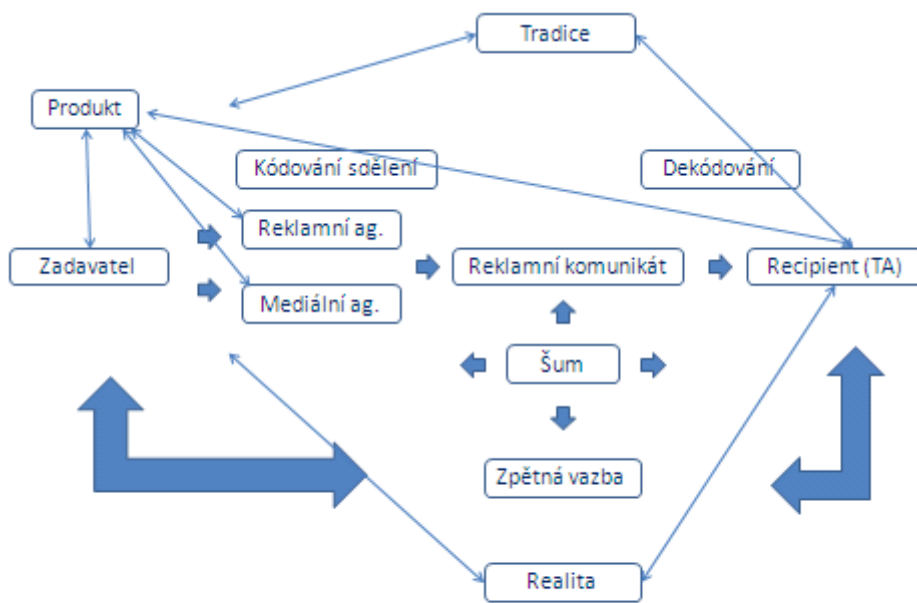 Tradice
Produkt
Kódování sdělení
Dekódování
Reklamní ag.
Zadavatel
Reklamní komunikát
Recipient (TA)
Mediální ag.
Šum
Zpětná vazba
Realita